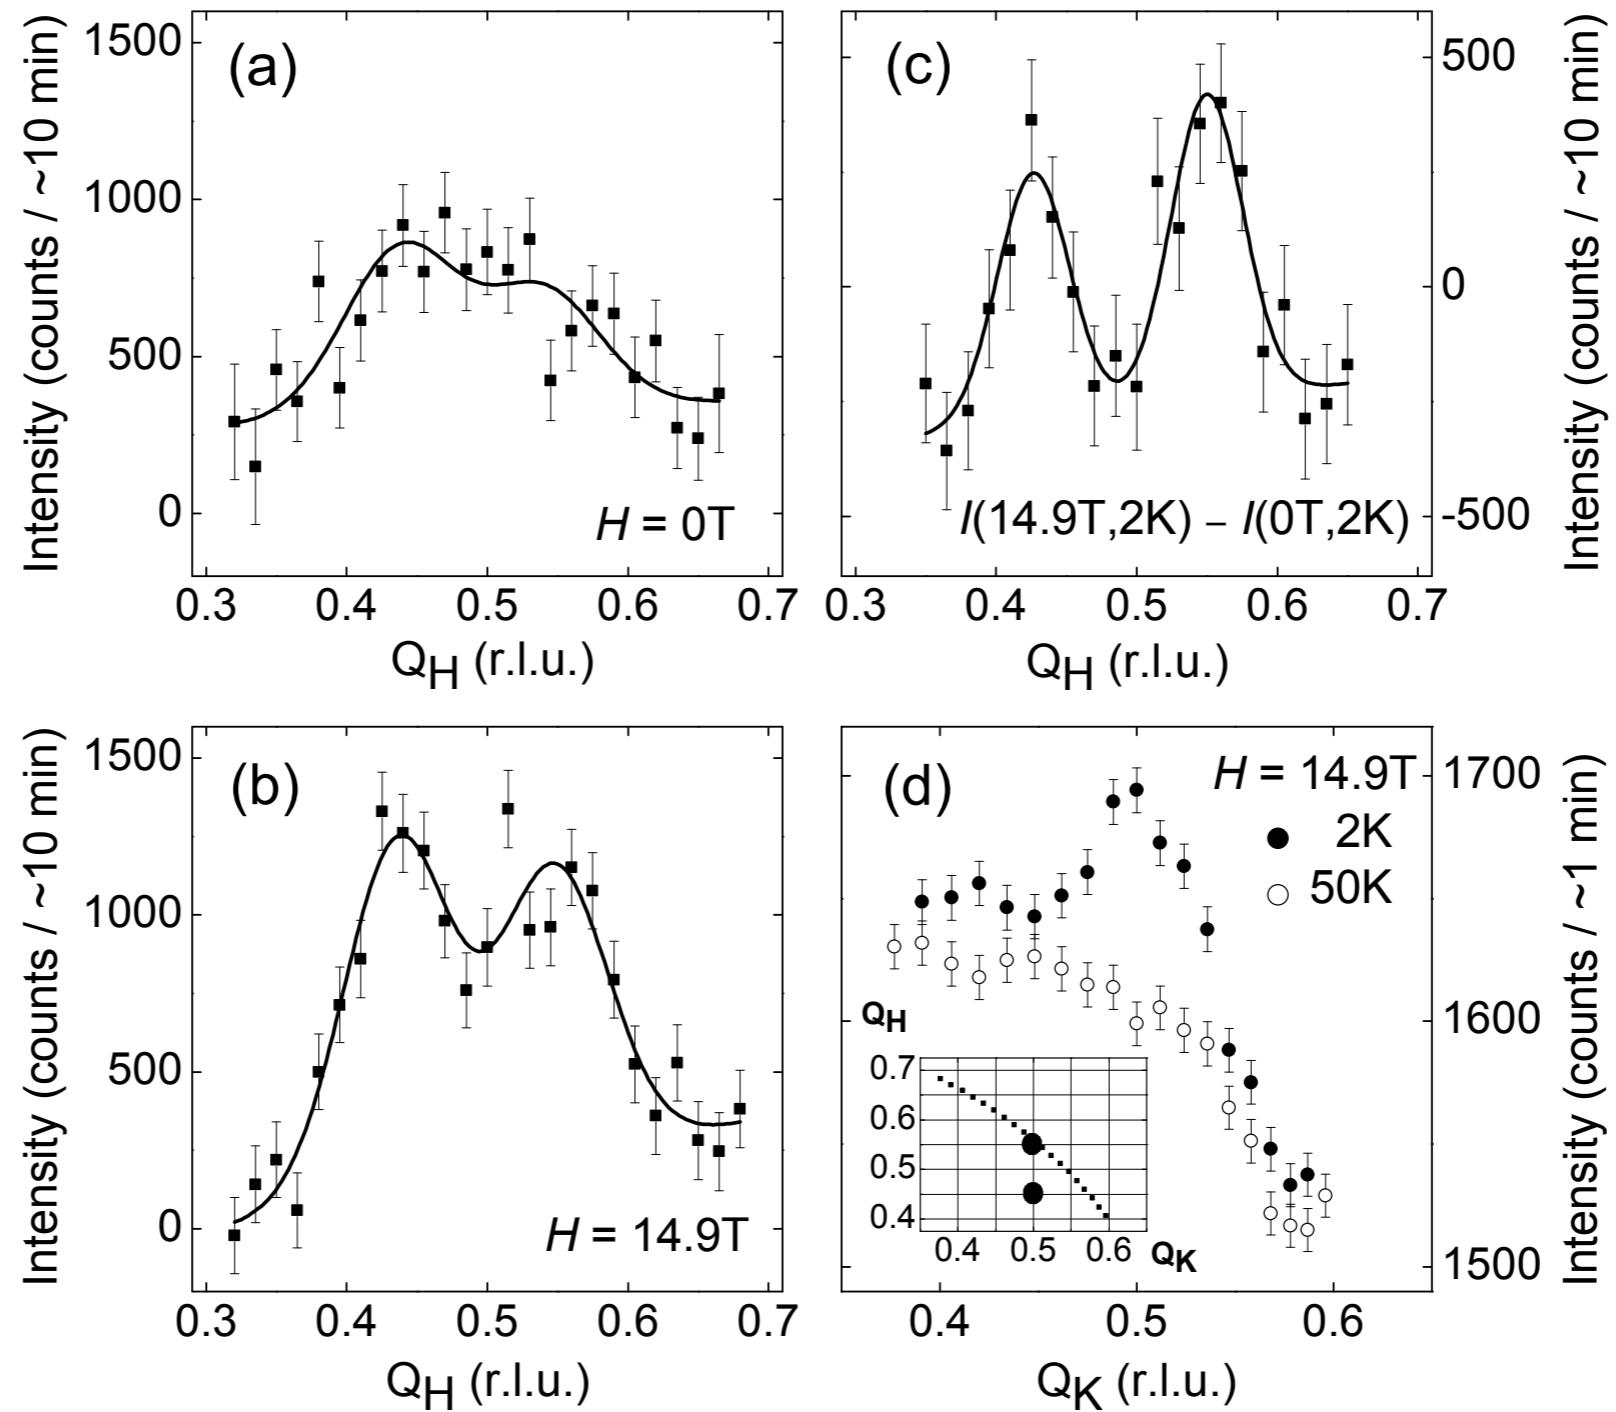 (a)
Intensity (counts / ~10 min)
1500
1000
500
0
H = 0T
0.3 0.4 0.5 0.6 0.7
QH (r.l.u.)
(c)
500
0
-500
Intensity (counts / ~10 min)
I(14.9T,2K) – I(0T,2K)
0.3 0.4 0.5 0.6 0.7
QH (r.l.u.)
(b)
Intensity (counts / ~10 min)
1500
1000
500
0
H = 14.9T
0.3 0.4 0.5 0.6 0.7
QH (r.l.u.)
(d)
H = 14.9T
2K
50K
1700
1600
1500
Intensity (counts / ~1 min)
QH
0.7
0.6
0.5
0.4
0.4 0.5 0.6
QK
0.4 0.5 0.6
QK (r.l.u.)